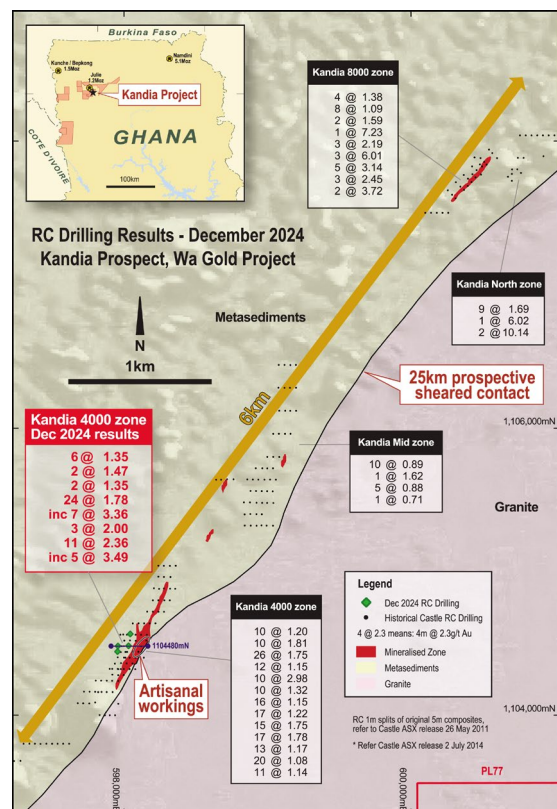 Burkina Faso
Namdini
5.1Moz
Kunche / Bepkong
1.9Moz
Julie
1.2Moz
Kandia Project
GHANA
COTE D'IVOIRE
100km
Kandia 8000 zone
4 @ 1.38
8 @ 1.09
2 @ 1.59
1 @ 7.23
3 @ 2.19
3 @ 6.01
5 @ 3.14
3 @ 2.45
2 @ 3.72
RC Drilling Results - December 2024
Kandia Prospect, Wa Gold Project
Kandia North zone
9 @ 1.69
1 @ 6.02
2 @ 10.14
Metasediments
N
1km
6km
25km prospective
sheared contact
1,106,000mN
Kandia 4000 zone
Dec 2024 results
6 @ 1.35
2 @ 1.47
2 @ 1.35
24 @ 1.78
inc 7 @ 3.36
3 @ 2.00
11 @ 2.36
inc 5 @ 3.49
Kandia Mid zone
10 @ 0.89
1 @ 1.62
5 @ 0.88
1 @ 0.71
Granite
Legend
Dec 2024 RC Drilling
Historical Castle RC Drilling
4 @ 2.3 means: 4m @ 2.3g/t Au
Mineralised Zone
Metasediments
Granite
Kandia 4000 zone
10 @ 1.20
10 @ 1.81
26 @ 1.75
12 @ 1.15
10 @ 2.98
10 @ 1.32
16 @ 1.15
17 @ 1.22
15 @ 1.75
17 @ 1.78
13 @ 1.17
20 @ 1.08
11 @ 1.14
1104480mN
Artisanal
workings
1,104,000mN
RC 1m splits of original 5m composites,
refer to Castle ASX release 26 May 2011
* Refer Castle ASX release 2 July 2014
PL77
598,000mE
600,000mE